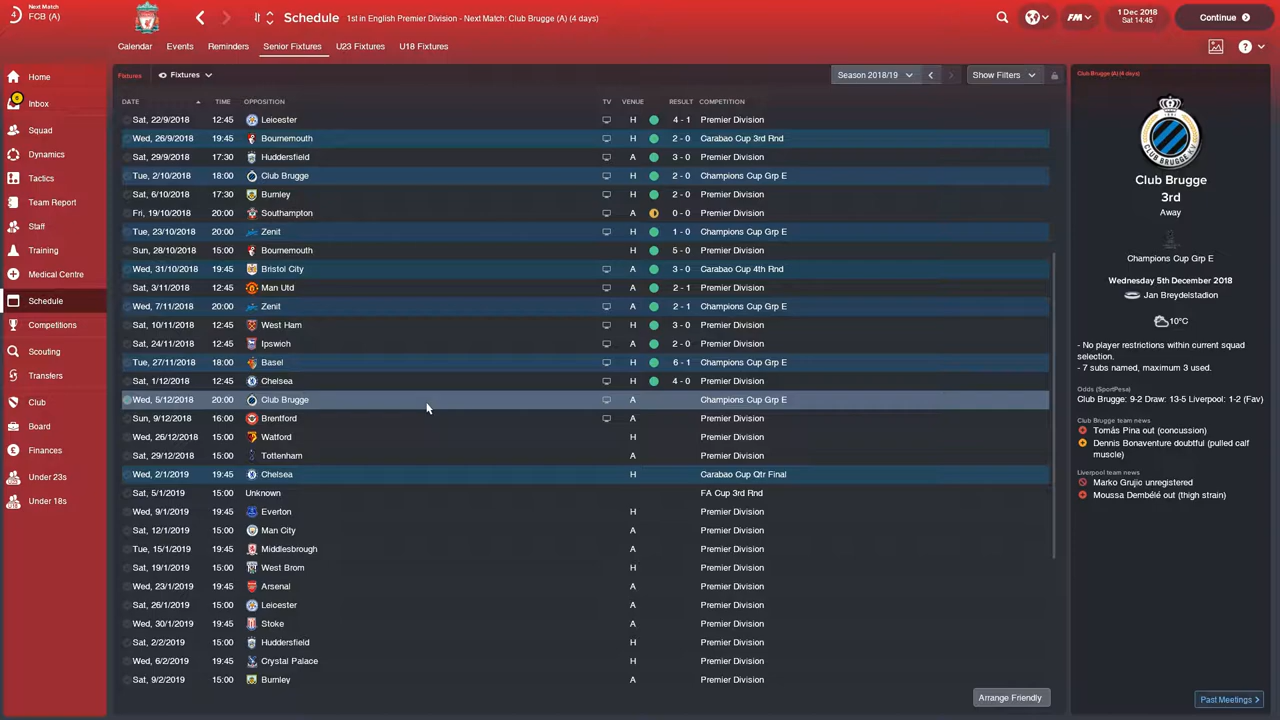 4
Next Match
FCB (A)
Schedule
1st in English Premier Division - Next Match: Club Brugge (A) (4 days)
FM
1 Dec 2018
Sat 14:45
Continue
Calendar Events Reminders Senior Fixtures U23 Fixtures U18 Fixtures
?
Home
Inbox
Squad
Dynamics
Tactics
Team Report
Staff
Training
Medical Centre
Schedule
Competitions
Scouting
Transfers
Club
Board
Finances
Under 23s
Under 18s
Fixtures Fixtures Season 2018/19 Show Filters
DATE TIME OPPOSITION TV VENUE RESULT COMPETITION
Sat, 22/9/2018 12:45 Leicester H 4 - 1 Premier Division
Wed, 26/9/2018 19:45 Bournemouth H 2 - 0 Carabao Cup 3rd Rnd
Sat, 29/9/2018 17:30 Huddersfield A 3 - 0 Premier Division
Tue, 2/10/2018 18:00 Club Brugge H 2 - 0 Champions Cup Grp E
Sat, 6/10/2018 17:30 Burnley H 2 - 0 Premier Division
Fri, 19/10/2018 20:00 Southampton A 0 - 0 Premier Division
Tue, 23/10/2018 20:00 Zenit H 1 - 0 Champions Cup Grp E
Sun, 28/10/2018 15:00 Bournemouth H 5 - 0 Premier Division
Wed, 31/10/2018 19:45 Bristol City A 3 - 0 Carabao Cup 4th Rnd
Sat, 3/11/2018 12:45 Man Utd A 2 - 1 Premier Division
Wed, 7/11/2018 20:00 Zenit A 2 - 1 Champions Cup Grp E
Sat, 10/11/2018 12:45 West Ham H 3 - 0 Premier Division
Sat, 24/11/2018 12:45 Ipswich A 2 - 0 Premier Division
Tue, 27/11/2018 18:00 Basel H 6 - 1 Champions Cup Grp E
Sat, 1/12/2018 12:45 Chelsea H 4 - 0 Premier Division
Wed, 5/12/2018 20:00 Club Brugge A Champions Cup Grp E
Sun, 9/12/2018 16:00 Brentford A Premier Division
Wed, 26/12/2018 15:00 Watford H Premier Division
Sat, 29/12/2018 15:00 Tottenham A Premier Division
Wed, 2/1/2019 19:45 Chelsea H Carabao Cup Qtr Final
Sat, 5/1/2019 15:00 Unknown FA Cup 3rd Rnd
Wed, 9/1/2019 19:45 Everton H Premier Division
Sat, 12/1/2019 15:00 Man City A Premier Division
Tue, 15/1/2019 19:45 Middlesbrough A Premier Division
Sat, 19/1/2019 15:00 West Brom H Premier Division
Wed, 23/1/2019 19:45 Arsenal A Premier Division
Sat, 26/1/2019 15:00 Leicester A Premier Division
Wed, 30/1/2019 19:45 Stoke A Premier Division
Sat, 2/2/2019 15:00 Huddersfield H Premier Division
Wed, 6/2/2019 19:45 Crystal Palace H Premier Division
Sat, 9/2/2019 15:00 Burnley A Premier Division
Arrange Friendly
Club Brugge (A) (4 days)
Club Brugge
3rd
Away
Champions Cup Grp E
Wednesday 5th December 2018
Jan Breydelstadion
10°C
- No player restrictions within current squad
selection.
- 7 subs named, maximum 3 used.
Odds (SportPesa)
Club Brugge: 9-2 Draw: 13-5 Liverpool: 1-2 (Fav)
Club Brugge team news
Tomás Pina out (concussion)
Dennis Bonaventure doubtful (pulled calf
muscle)
Liverpool team news
Marko Grujic unregistered
Moussa Dembélé out (thigh strain)
Past Meetings